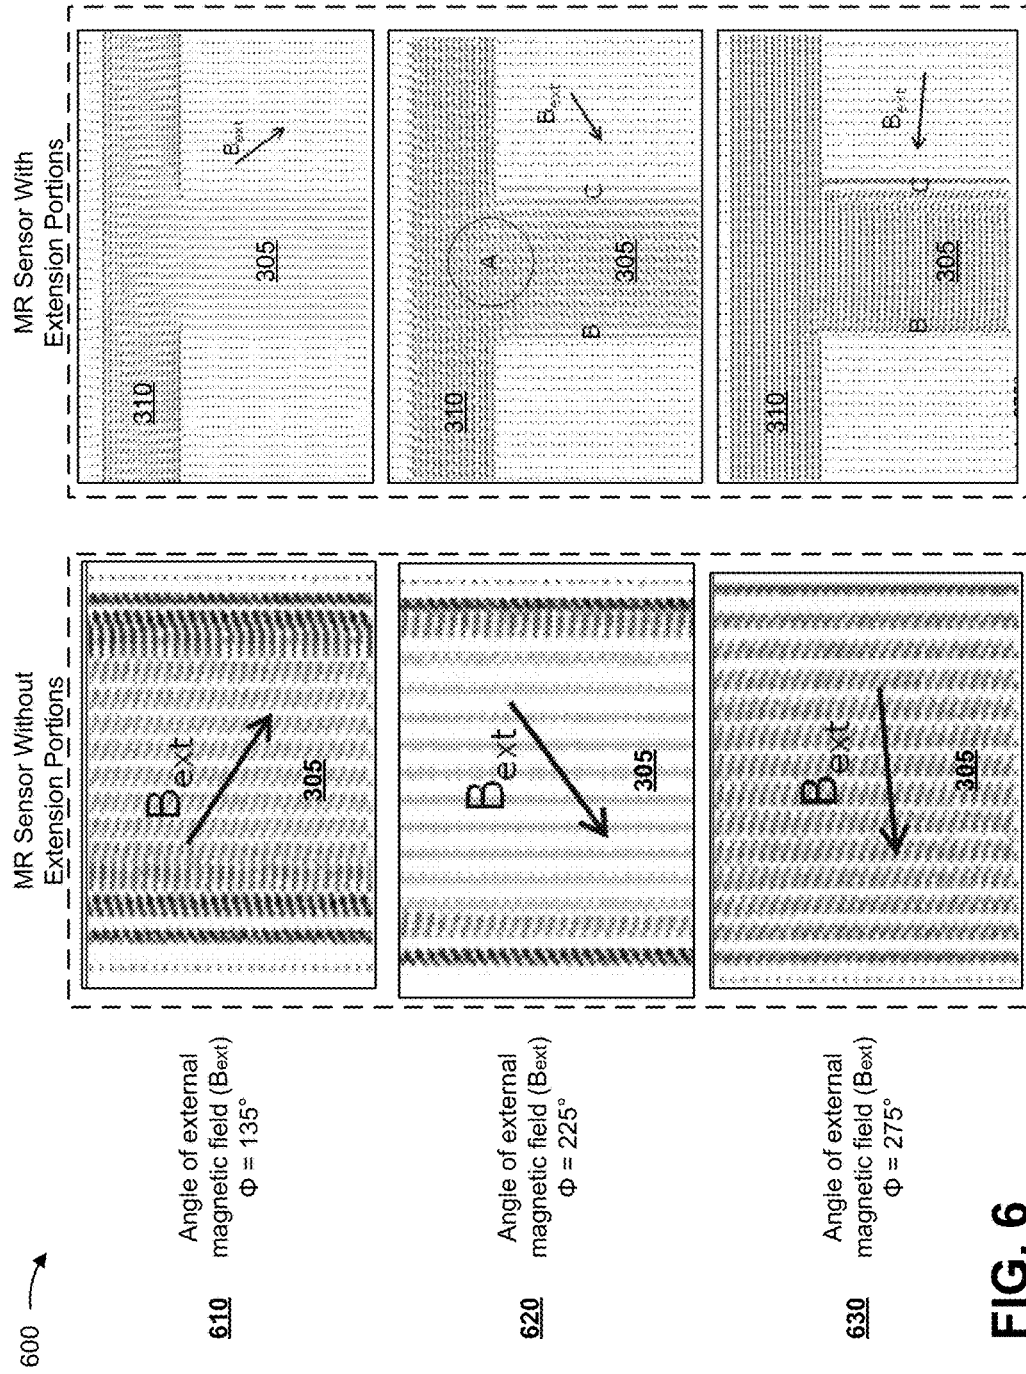 600
MR Sensor Without
Extension Portions
MR Sensor With
Extension Portions
610
Angle of external
magnetic field (Bext)
Φ = 135°
Bext
305
310
Bext
305
620
Angle of external
magnetic field (Bext)
Φ = 225°
Bext
305
310
A
B
C
Bext
305
630
Angle of external
magnetic field (Bext)
Φ = 275°
Bext
305
310
B
C
Bext
305
FIG. 6